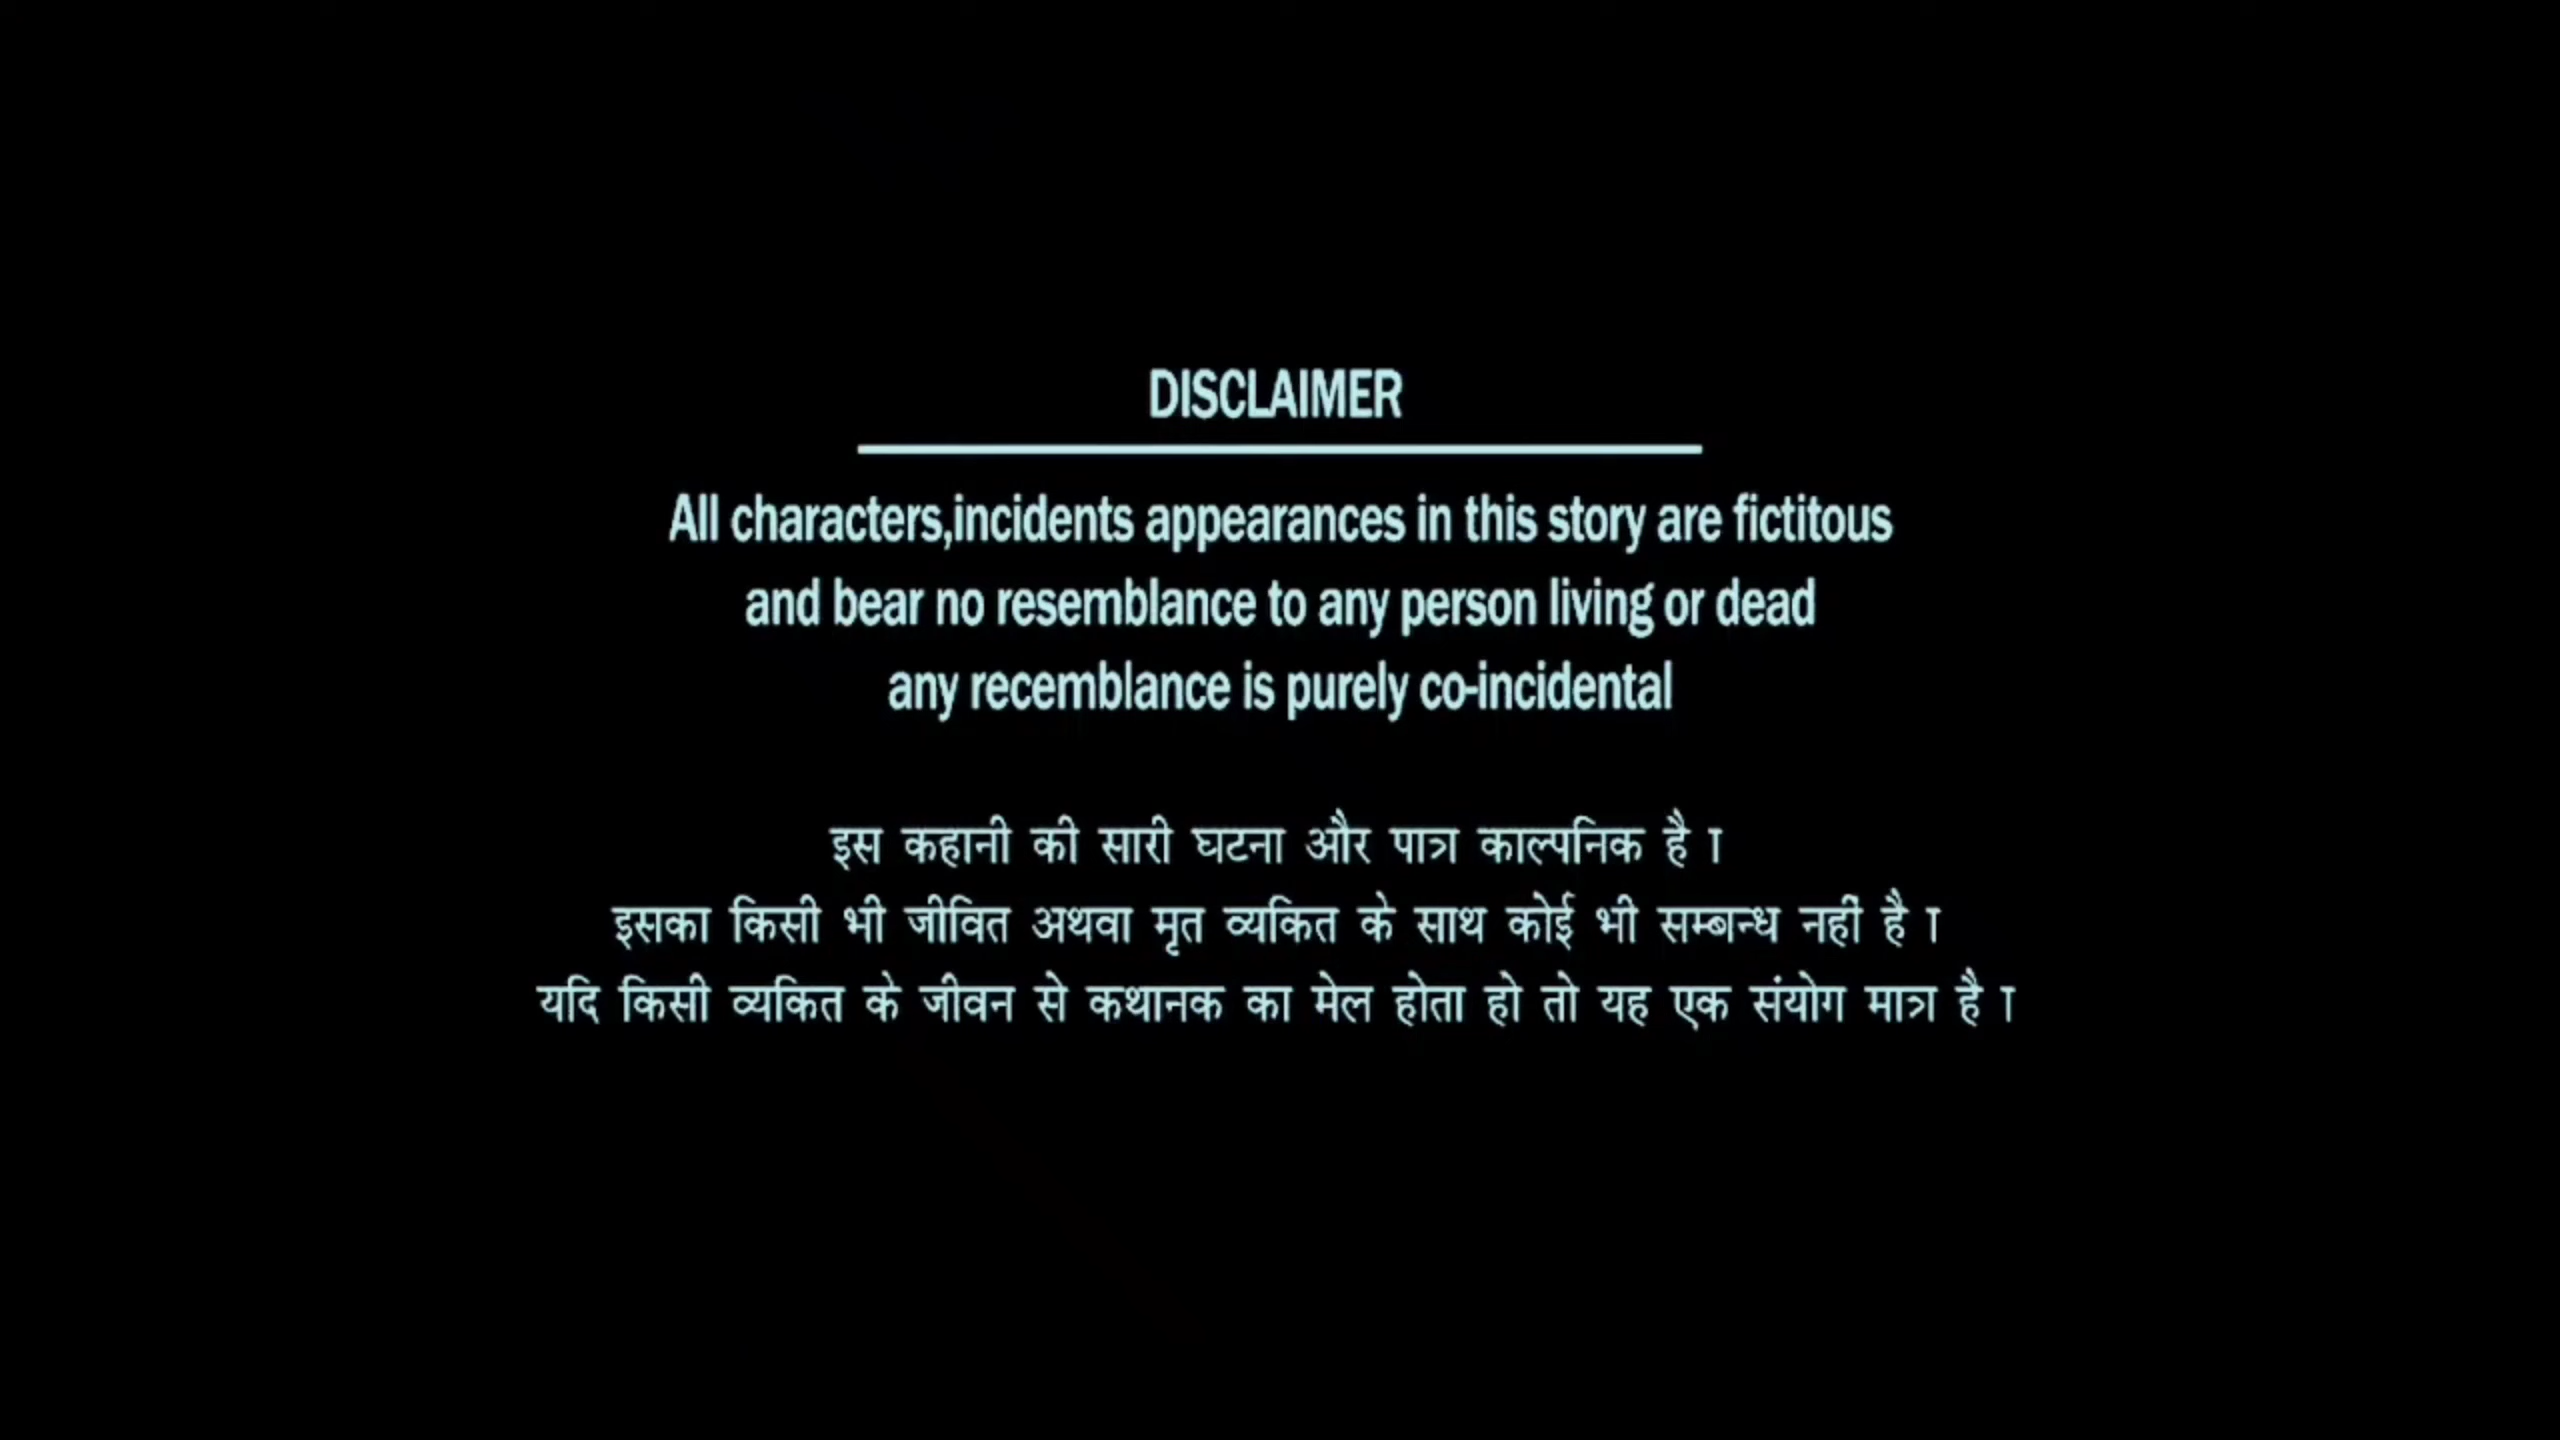 DISCLAIMER
All characters,incidents appearances in this story are fictitous
and bear no resemblance to any person living or dead
any recemblance is purely co-incidental
इस कहानी की सारी घटना और पात्र काल्पनिक है ा
इसका किसी भी जीवित अथवा मृत व्यकित के साथ कोई भी सम्बन्ध नहीं है ा
यदि किसी व्यकित के जीवन से कथानक का मेल होता हो तो यह एक संयोग मात्र है ा